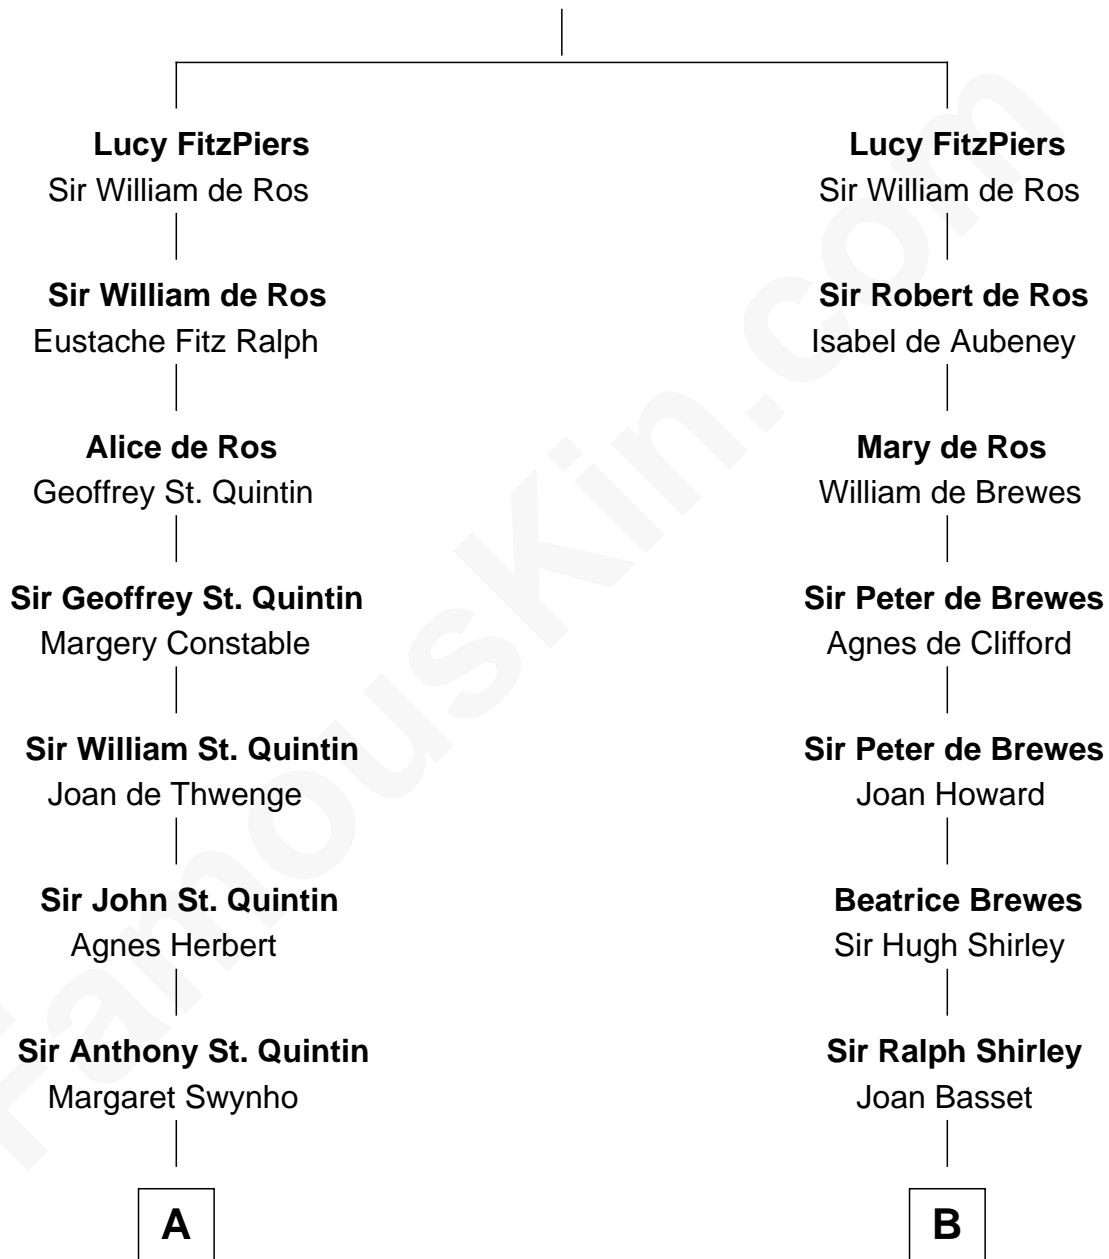 Lucy FitzPiers
Sir William de Ros
Sir William de Ros
Eustache Fitz Ralph
Alice de Ros
Geoffrey St. Quintin
Sir Geoffrey St. Quintin
Margery Constable
Sir William St. Quintin
Joan de Thwenge
Sir John St. Quintin
Agnes Herbert
Sir Anthony St. Quintin
Margaret Swynho
A
Lucy FitzPiers
Sir William de Ros
Sir Robert de Ros
Isabel de Aubeney
Mary de Ros
William de Brewes
Sir Peter de Brewes
Agnes de Clifford
Sir Peter de Brewes
Joan Howard
Beatrice Brewes
Sir Hugh Shirley
Sir Ralph Shirley
Joan Basset
B
FamousKin.com